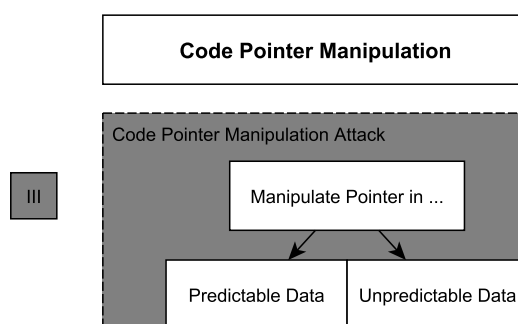 Code Pointer Manipulation
Code Pointer Manipulation Attack
III
Manipulate Pointer in ...
Predictable Data
Unpredictable Data